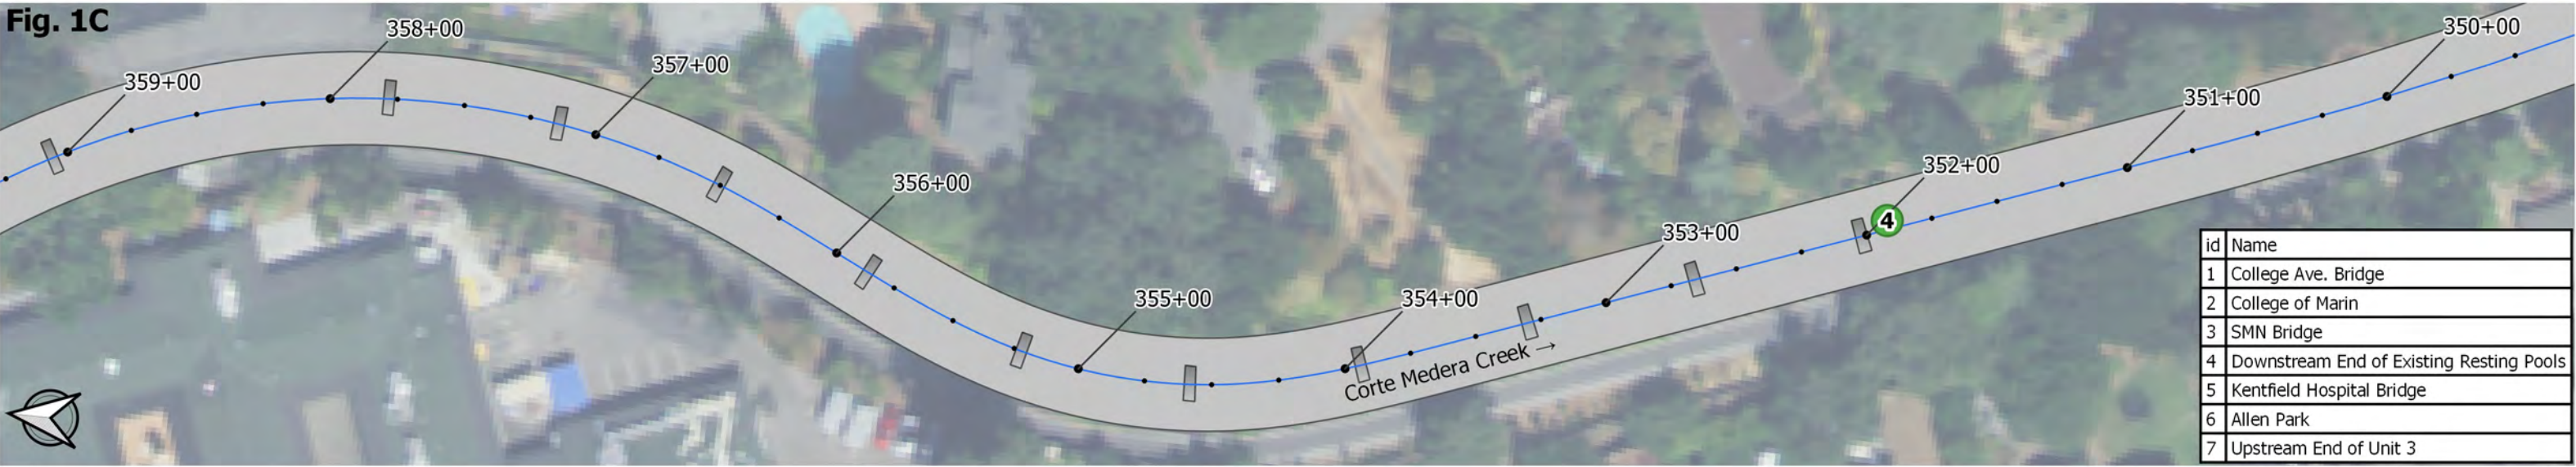 Fig. 1C
359+00
358+00
357+00
356+00
355+00
354+00
353+00
352+00
351+00
350+00
4
Corte Medera Creek →
id Name
1 College Ave. Bridge
2 College of Marin
3 SMN Bridge
4 Downstream End of Existing Resting Pools
5 Kentfield Hospital Bridge
6 Allen Park
7 Upstream End of Unit 3